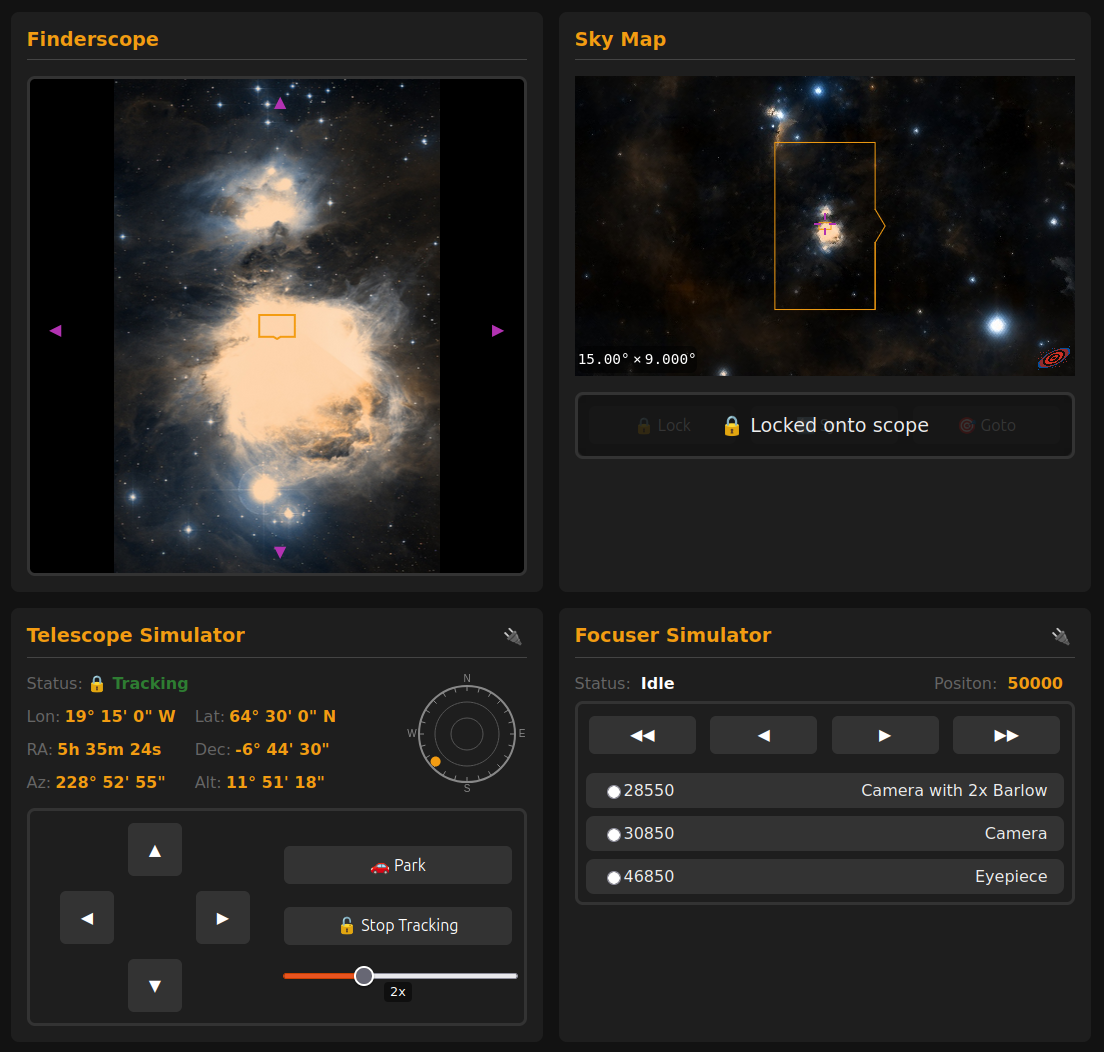 Finderscope
Sky Map
15.00° × 9.000°
🔒 Lock
🔒 Locked onto scope
🎯 Goto
Telescope Simulator
Status: 🔒 Tracking
Lon: 19° 15' 0" W Lat: 64° 30' 0" N
RA: 5h 35m 24s Dec: -6° 44' 30"
Az: 228° 52' 55" Alt: 11° 51' 18"
N
W E
S
🚗 Park
🔓 Stop Tracking
2x
Focuser Simulator
Status: Idle Positon: 50000
28550 Camera with 2x Barlow
30850 Camera
46850 Eyepiece